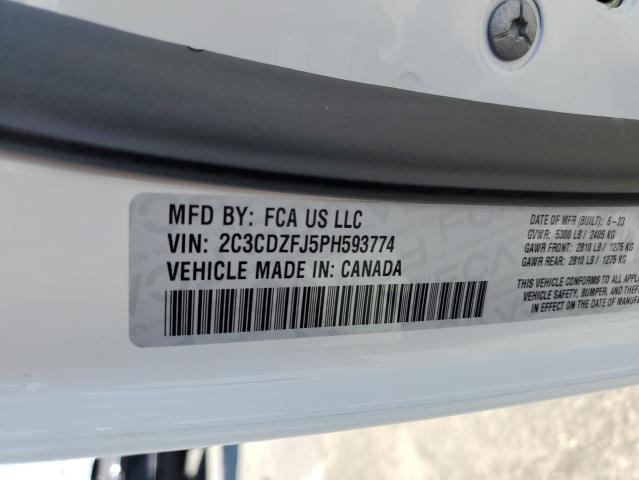 MFD BY: FCA US LLC
VIN: 2C3CDZFJ5PH593774
VEHICLE MADE IN: CANADA
DATE OF MFR (BUILT): 6-23
GVWR: 5300 LB / 2405 KG
GAWR FRONT: 2810 LB / 1275 KG
GAWR REAR: 2810 LB / 1275 KG
THIS VEHICLE CONFORMS TO ALL APPL
VEHICLE SAFETY, BUMPER, AND THEFT
IN EFFECT ON THE DATE OF MANUFA